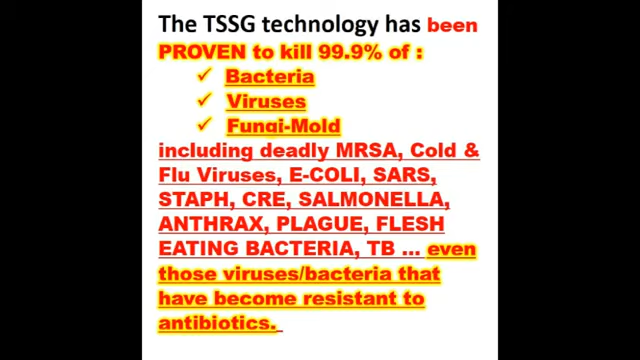 The TSSG technology has been
PROVEN to kill 99.9% of :
✓ Bacteria
✓ Viruses
✓ Fungi-Mold
including deadly MRSA, Cold &
Flu Viruses, E-COLI, SARS,
STAPH, CRE, SALMONELLA,
ANTHRAX, PLAGUE, FLESH
EATING BACTERIA, TB ... even
those viruses/bacteria that
have become resistant to
antibiotics.